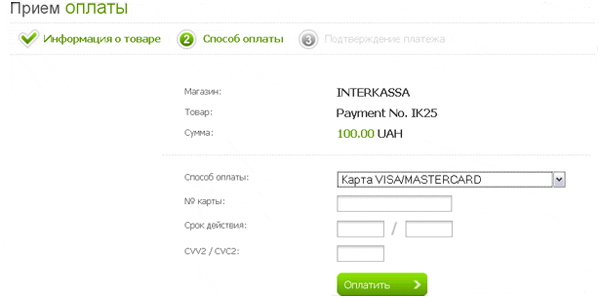 Прием оплаты
Информация о товаре 2 Способ оплаты 3 Подтверждение платежа
Магазин: INTERKASSA
Товар: Payment No. IK25
Сумма: 100.00 UAH
Способ оплаты: Карта VISA/MASTERCARD
№ карты:
Срок действия: /
CVV2 / CVC2:
Оплатить